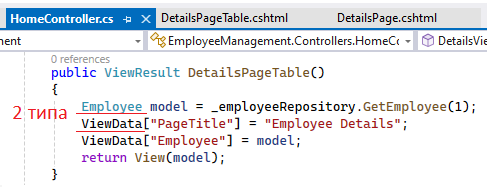 HomeController.cs DetailsPageTable.cshtml DetailsPage.cshtml
ement EmployeeManagement.Controllers.HomeCo DetailsVie
0 references
public ViewResult DetailsPageTable()
{
2 типа
Employee model = _employeeRepository.GetEmployee(1);
ViewData["PageTitle"] = "Employee Details";
ViewData["Employee"] = model;
return View(model);
}